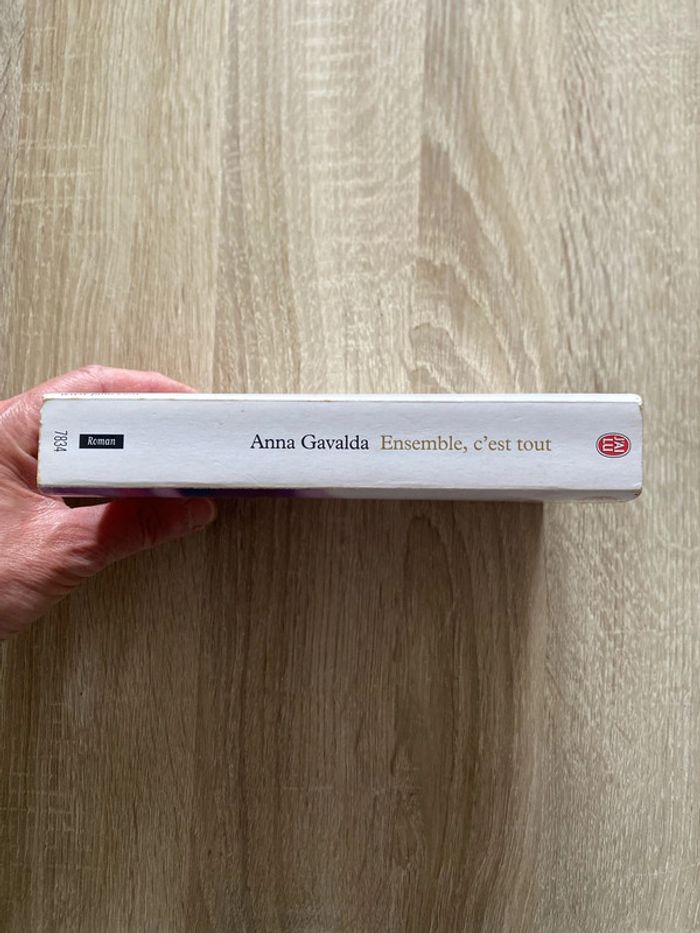 7834
Roman
Anna Gavalda Ensemble, c'est tout
J'AI
LU